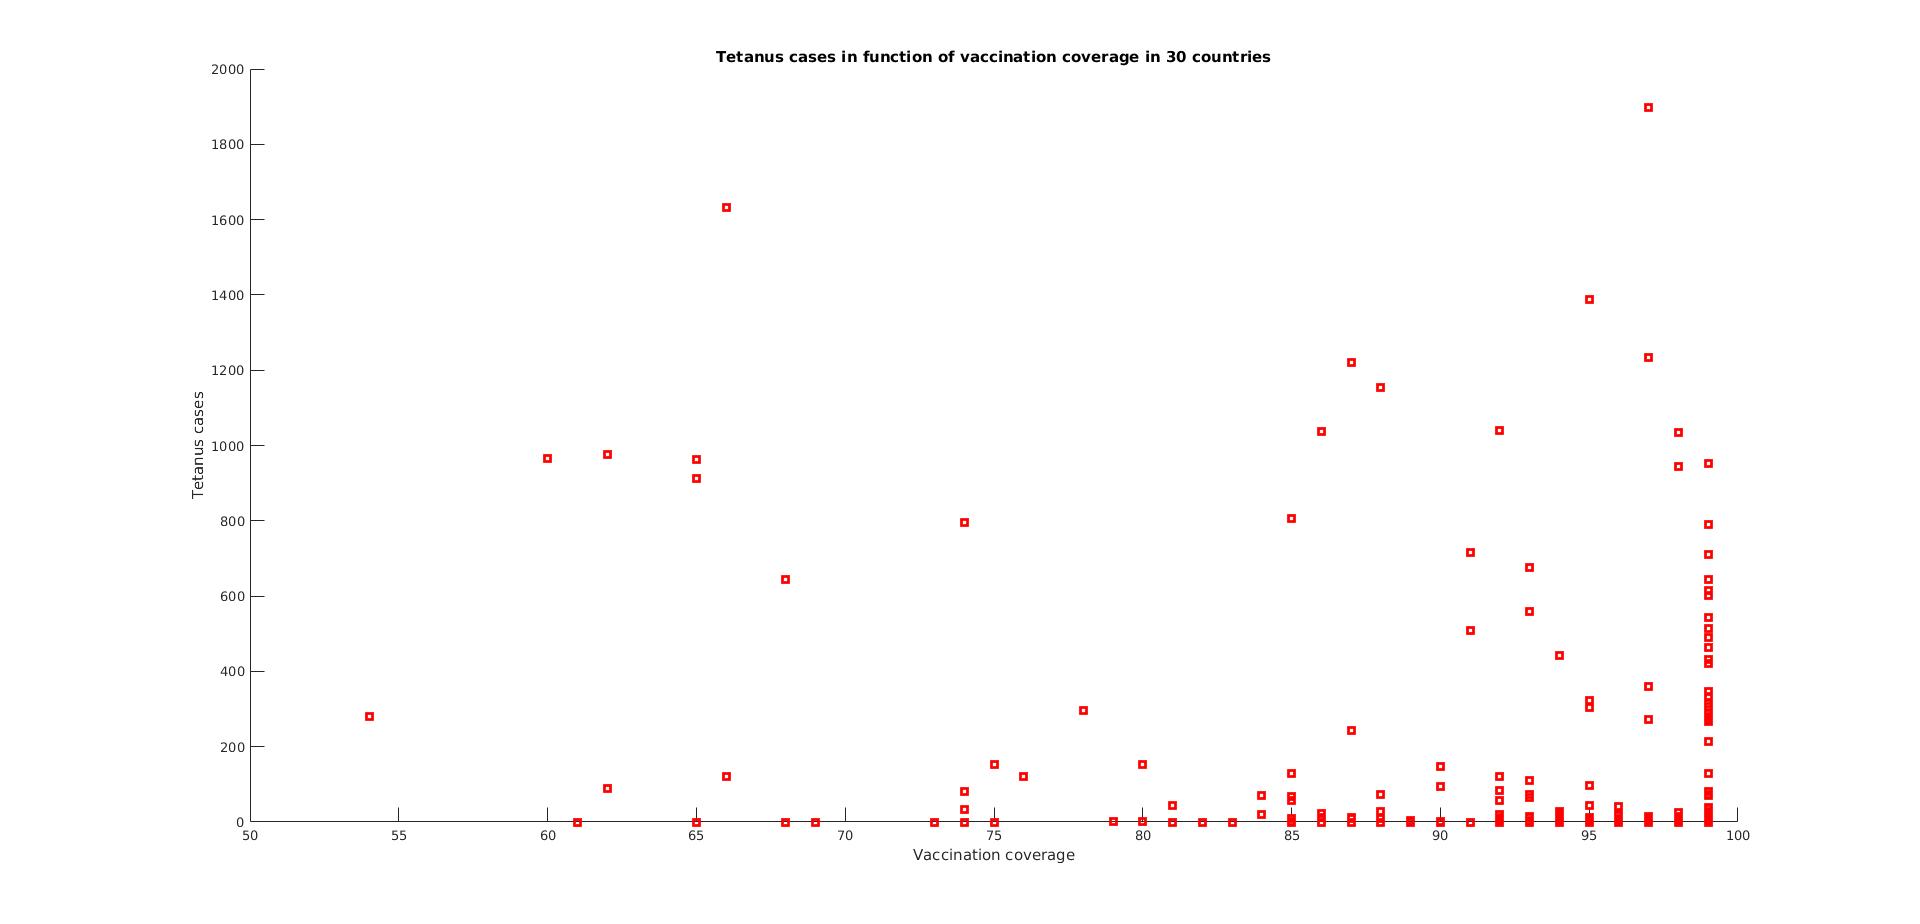 Tetanus cases in function of vaccination coverage in 30 countries
2000
1800
1600
1400
1200
1000
800
600
400
200
0
Tetanus cases
50 55 60 65 70 75 80 85 90 95 100
Vaccination coverage